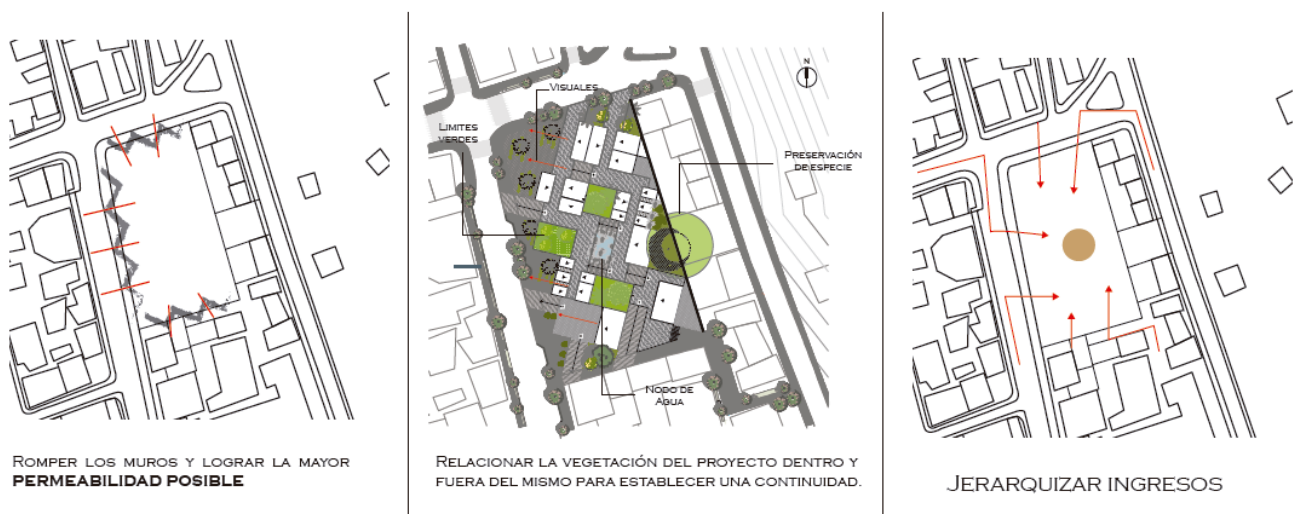 N
VISUALES
LIMITES
VERDES
PRESERVACIÓN
DE ESPECIE
NODO DE
AGUA
ROMPER LOS MUROS Y LOGRAR LA MAYOR
PERMEABILIDAD POSIBLE
RELACIONAR LA VEGETACIÓN DEL PROYECTO DENTRO Y
FUERA DEL MISMO PARA ESTABLECER UNA CONTINUIDAD.
JERARQUIZAR INGRESOS